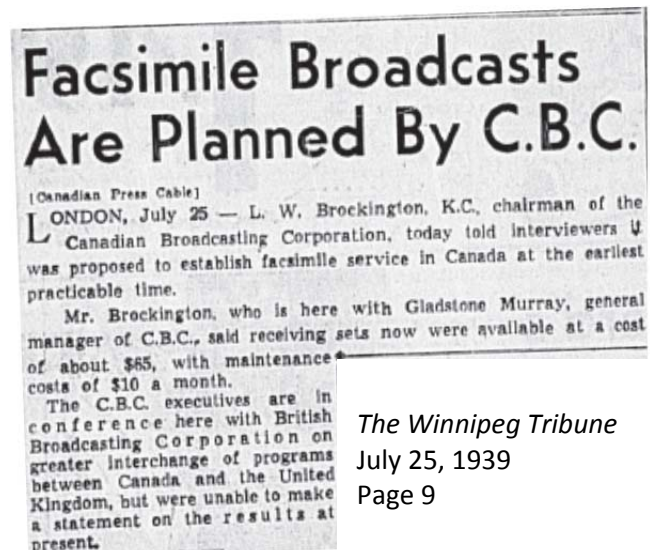 Facsimile Broadcasts
Are Planned By C.B.C.
[Canadian Press Cable]
LONDON, July 25 — L. W. Brockington, K.C., chairman of the
Canadian Broadcasting Corporation, today told interviewers it
was proposed to establish facsimile service in Canada at the earliest
practicable time.
Mr. Brockington, who is here with Gladstone Murray, general
manager of C.B.C., said receiving sets now were available at a cost
of about $65, with maintenance
costs of $10 a month.
The C.B.C. executives are in
conference here with British
Broadcasting Corporation on
greater interchange of programs
between Canada and the United
Kingdom, but were unable to make
a statement on the results at
present.
The Winnipeg Tribune
July 25, 1939
Page 9